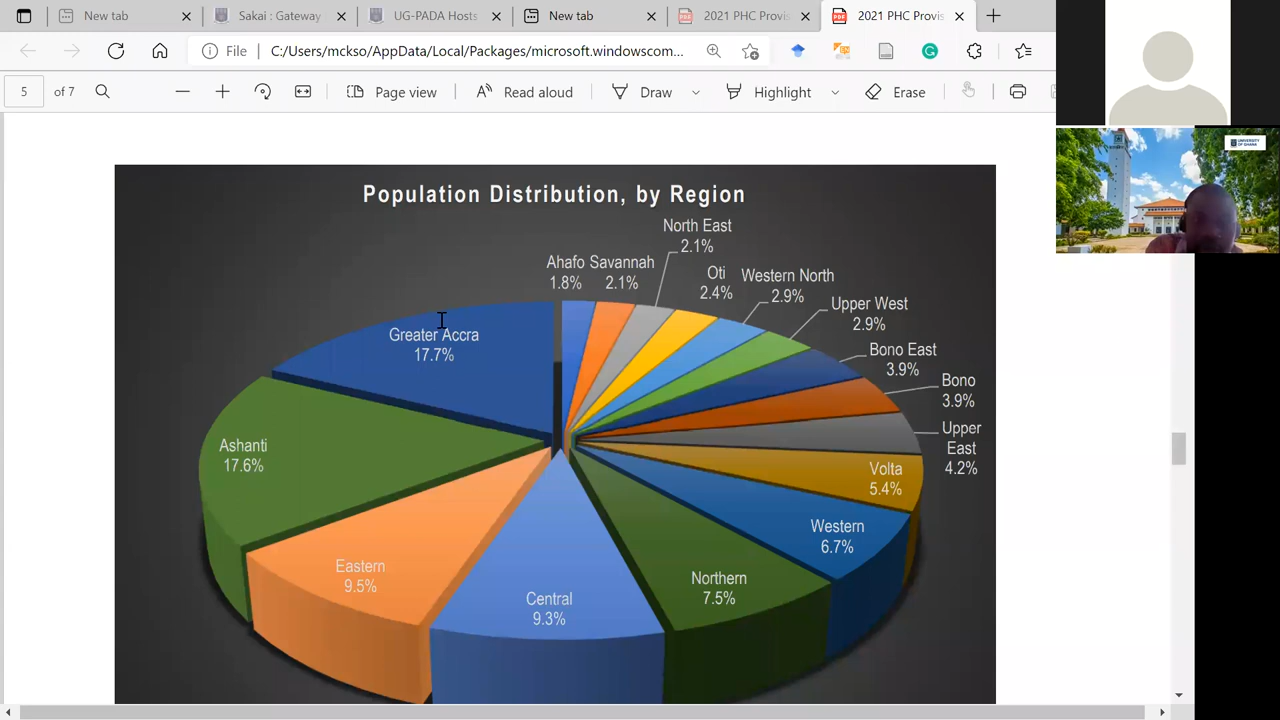 New tab
Sakai : Gateway
UG-PADA Hosts
New tab
2021 PHC Provis
2021 PHC Provis
File
C:/Users/mckso/AppData/Local/Packages/microsoft.windowscom...
5 of 7
Page view
Read aloud
Draw
Highlight
Erase
UNIVERSITY
OF GHANA
Population Distribution, by Region
North East
2.1%
Ahafo
1.8%
Savannah
2.1%
Oti
2.4%
Western North
2.9%
Upper West
2.9%
Bono East
3.9%
Bono
3.9%
Upper
East
4.2%
Volta
5.4%
Western
6.7%
Northern
7.5%
Central
9.3%
Eastern
9.5%
Ashanti
17.6%
Greater Accra
17.7%